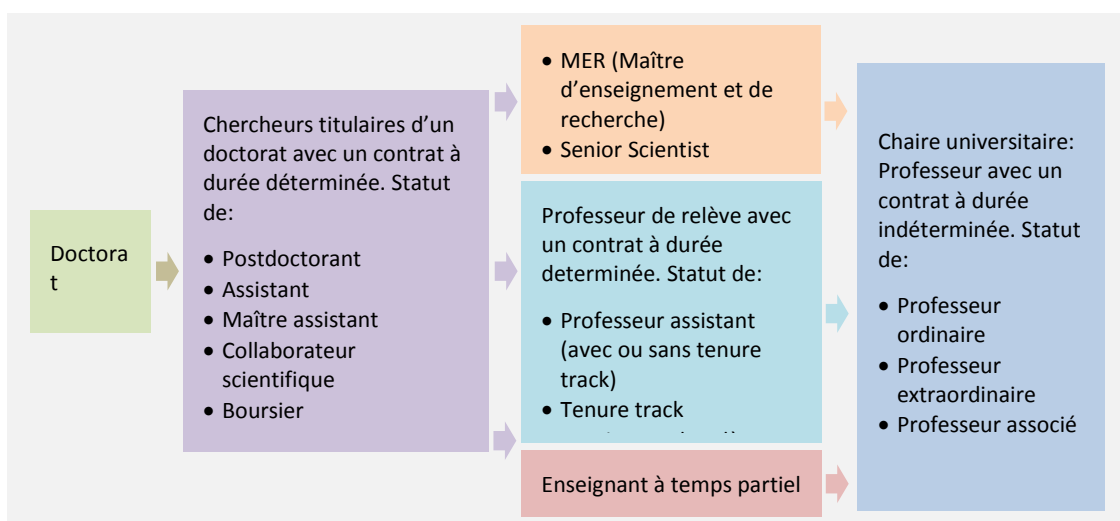 Doctora
t
Chercheurs titulaires d'un
doctorat avec un contrat à
durée déterminée. Statut
de:
• Postdoctorant
• Assistant
• Maître assistant
• Collaborateur
scientifique
• Boursier
• MER (Maître
d'enseignement et de
recherche)
• Senior Scientist
Professeur de relève avec
un contrat à durée
determinée. Statut de:
• Professeur assistant
(avec ou sans tenure
track)
• Tenure track
Enseignant à temps partiel
Chaire universitaire:
Professeur avec un
contrat à durée
indéterminée. Statut
de:
• Professeur
ordinaire
• Professeur
extraordinaire
• Professeur associé